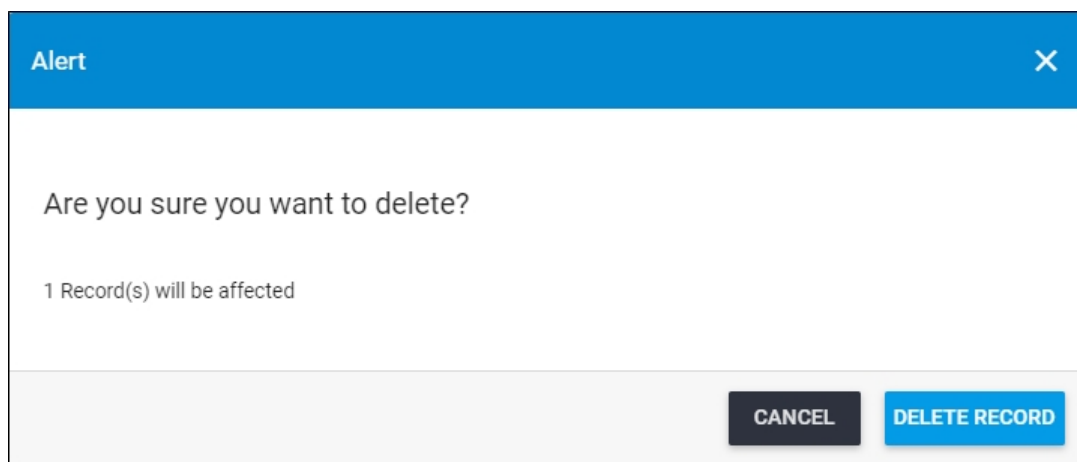 Alert
Are you sure you want to delete?
1 Record(s) will be affected
CANCEL DELETE RECORD